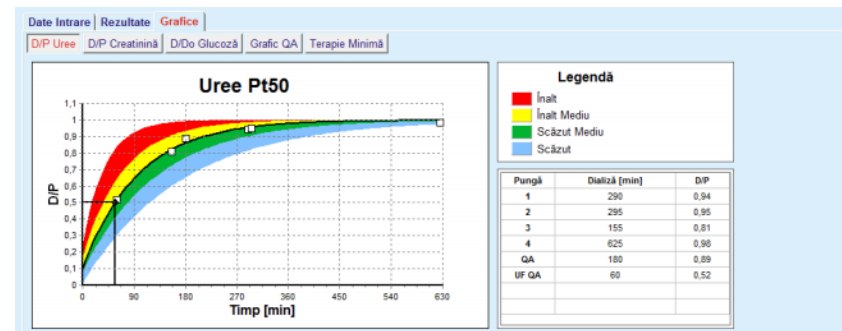 Date Intrare Rezultate Grafice
D/P Uree D/P Creatinină D/Do Glucoză Grafic QA Terapie Minimă
Uree Pt50
1,1
1
0,9
0,8
0,7
0,6
0,5
0,4
0,3
0,2
0,1
0
D/P
0 90 180 270 360 450 540 630
Timp [min]
Legendă
Înalt
Înalt Mediu
Scăzut Mediu
Scăzut
Pungă Dializă [min] D/P
1 290 0,94
2 295 0,95
3 155 0,81
4 625 0,98
QA 180 0,89
UF QA 60 0,52